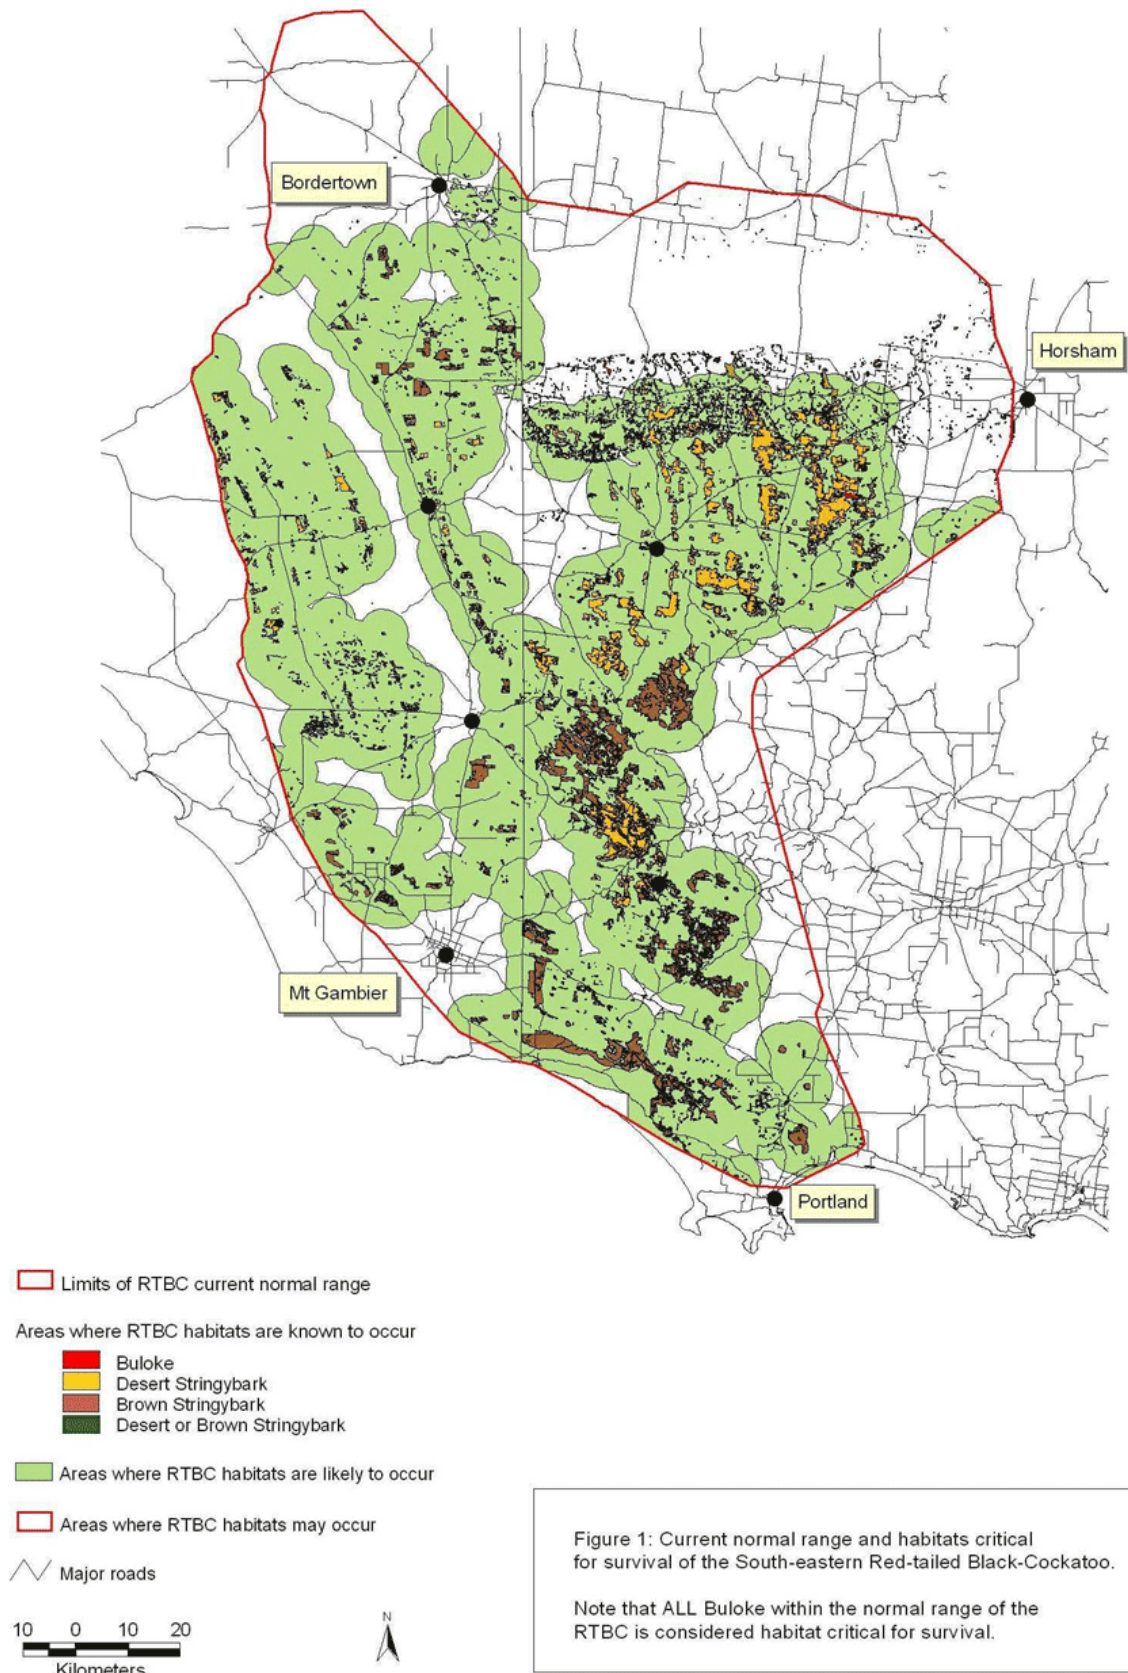 Bordertown
Horsham
Mt Gambier
Portland
Limits of RTBC current normal range
Areas where RTBC habitats are known to occur
Buloke
Desert Stringybark
Brown Stringybark
Desert or Brown Stringybark
Areas where RTBC habitats are likely to occur
Areas where RTBC habitats may occur
Major roads
10 0 10 20
Kilometers
N
Figure 1: Current normal range and habitats critical
for survival of the South-eastern Red-tailed Black-Cockatoo.
Note that ALL Buloke within the normal range of the
RTBC is considered habitat critical for survival.